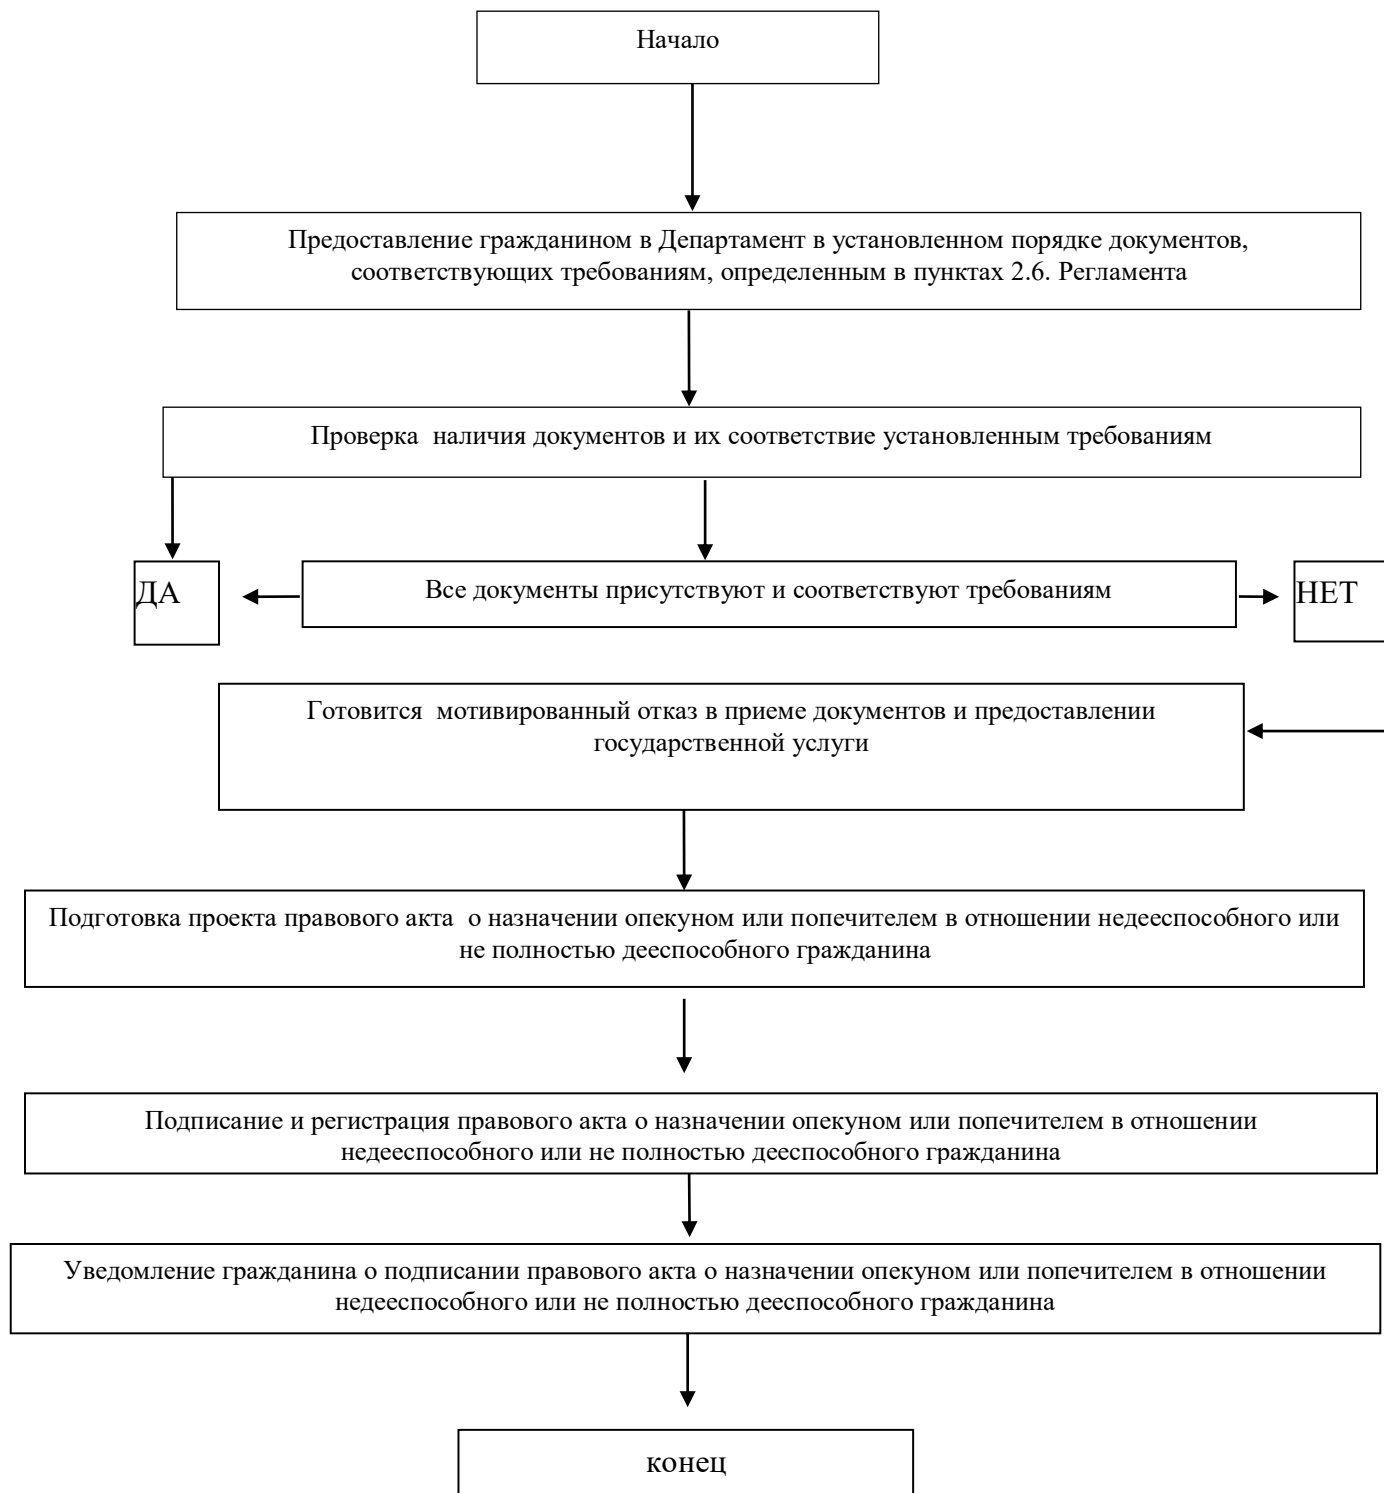 Начало
Предоставление гражданином в Департамент в установленном порядке документов,
соответствующих требованиям, определенным в пунктах 2.6. Регламента
Проверка  наличия документов и их соответствие установленным требованиям
ДА
Все документы присутствуют и соответствуют требованиям
НЕТ
Готовится  мотивированный отказ в приеме документов и предоставлении
государственной услуги
Подготовка проекта правового акта  о назначении опекуном или попечителем в отношении недееспособного или
не полностью дееспособного гражданина
Подписание и регистрация правового акта о назначении опекуном или попечителем в отношении
недееспособного или не полностью дееспособного гражданина
Уведомление гражданина о подписании правового акта о назначении опекуном или попечителем в отношении
недееспособного или не полностью дееспособного гражданина
конец